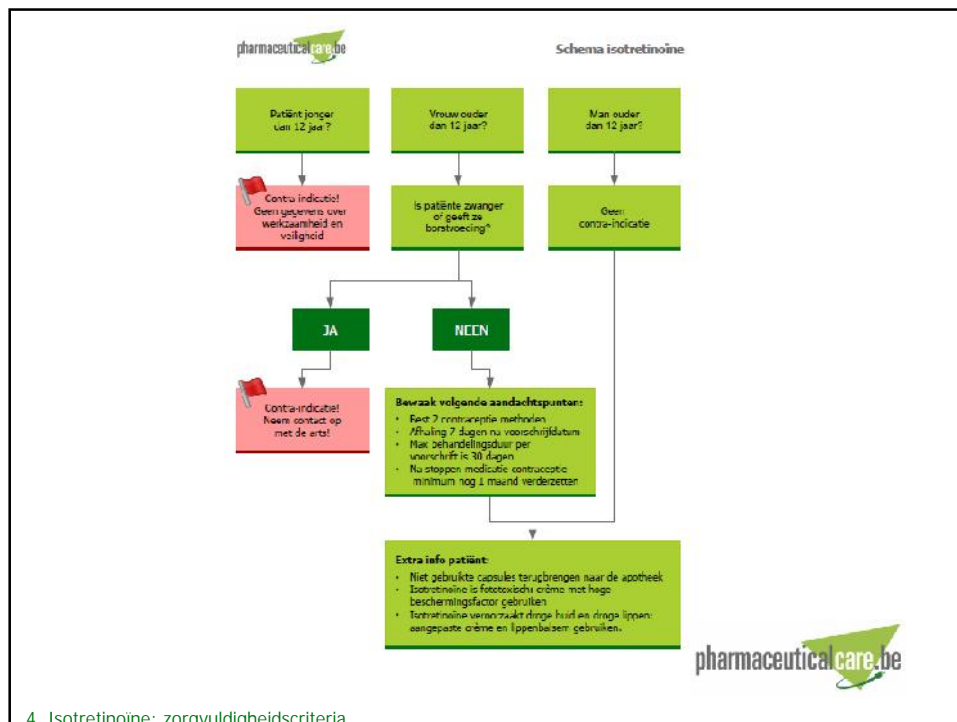 pharmaceuticalcare.be
Schema isotretinoïne
Patiënt jonger
dan 12 jaar?
Vrouw ouder
dan 12 jaar?
Man ouder
dan 12 jaar?
Contra-indicatie!
Geen gegevens over
werkzaamheid en
veiligheid
Is patiënte zwanger
of geeft ze
borstvoeding?
Geen
contra-indicatie
JA
NEEN
Contra-indicatie!
Neem contact op
met de arts!
Bewaak volgende aandachtspunten:
• Best 2 contraceptie methoden
• Afhaling 7 dagen na voorschrijfdatum
• Max behandelingsduur per
voorschrift is 30 dagen
• Na stoppen medicatie contraceptie
minimum nog 1 maand verderzetten
Extra info patiënt:
• Niet gebruikte capsules terugbrengen naar de apotheek
• Isotretinoïne is fototoxisch: crème met hoge
beschermingsfactor gebruiken
• Isotretinoïne veroorzaakt droge huid en droge lippen:
aangepaste crème en lippenbalsem gebruiken.
pharmaceuticalcare.be
4. Isotretinoïne: zorgvuldigheidscriteria